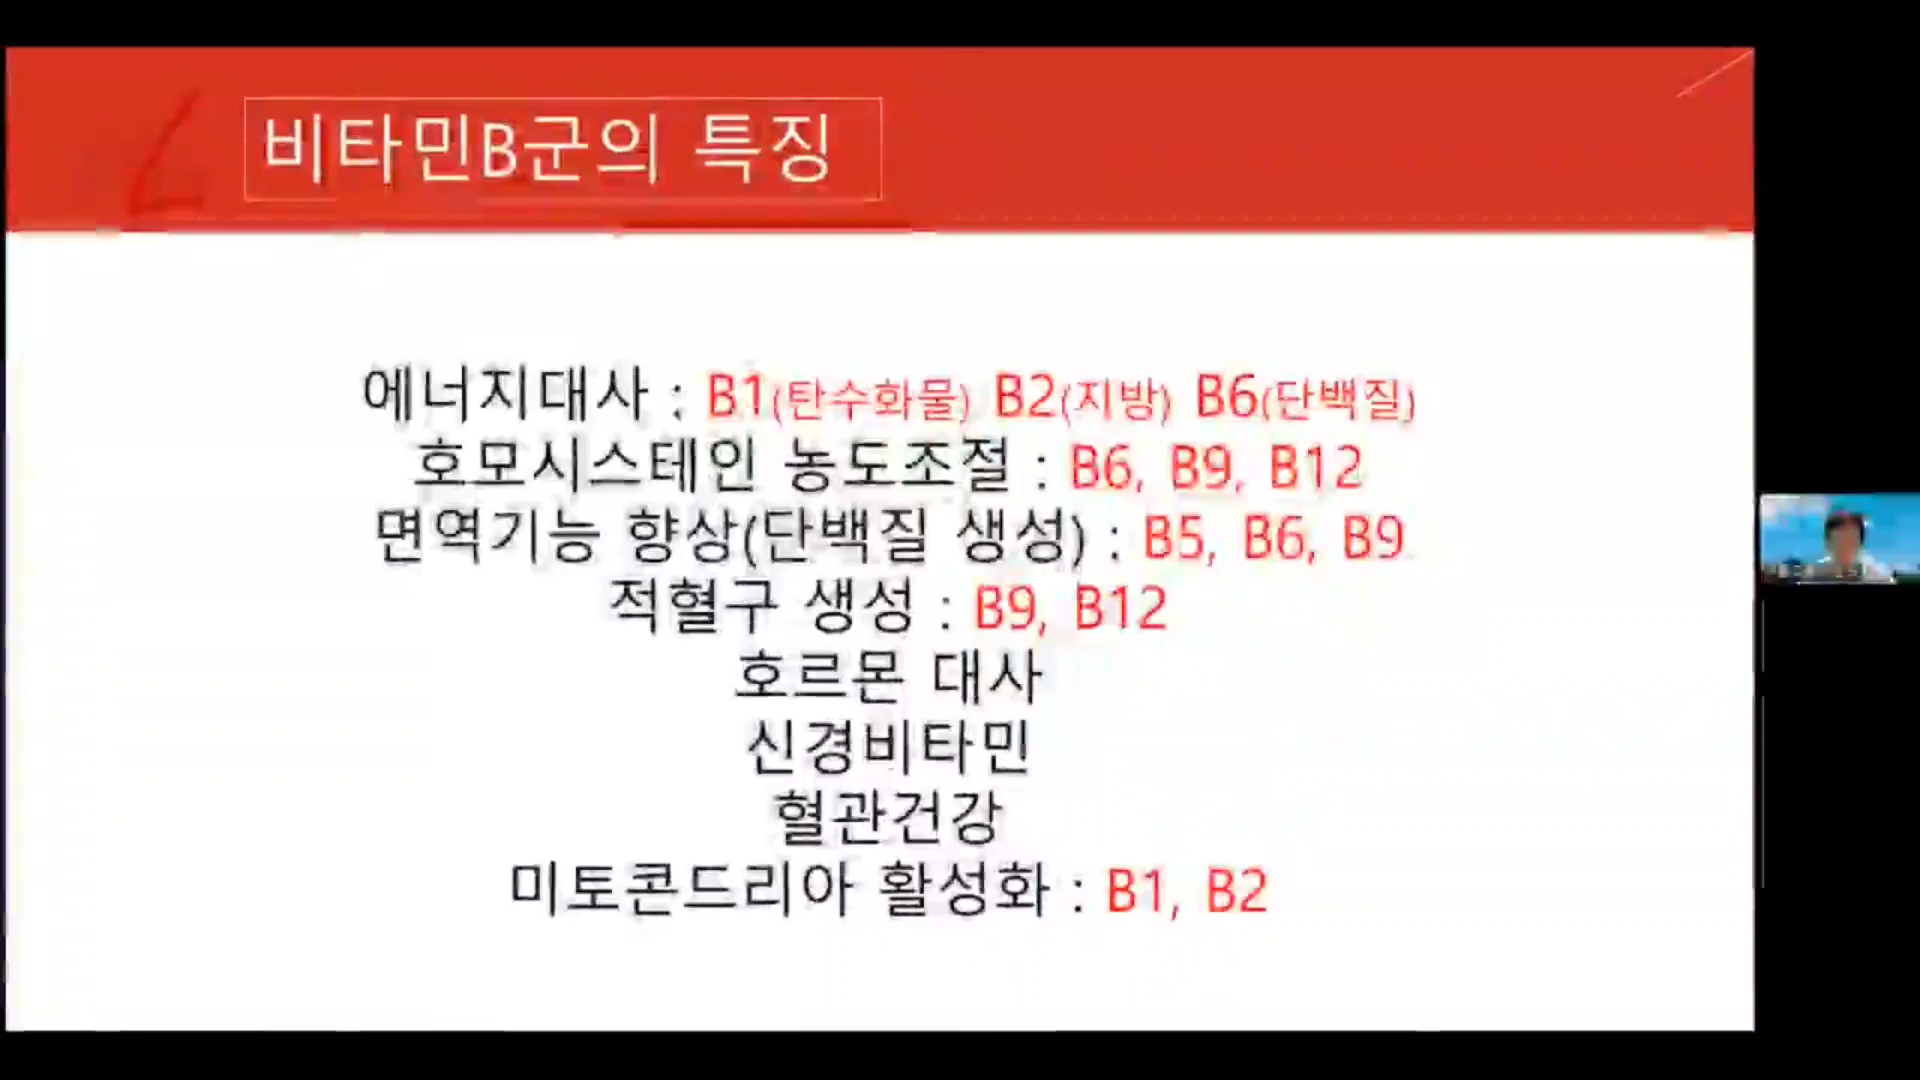 비타민B군의 특징
에너지대사 : B1(탄수화물) B2(지방) B6(단백질)
호모시스테인 농도조절 : B6, B9, B12
면역기능 향상(단백질 생성) : B5, B6, B9
적혈구 생성 : B9, B12
호르몬 대사
신경비타민
혈관건강
미토콘드리아 활성화 : B1, B2